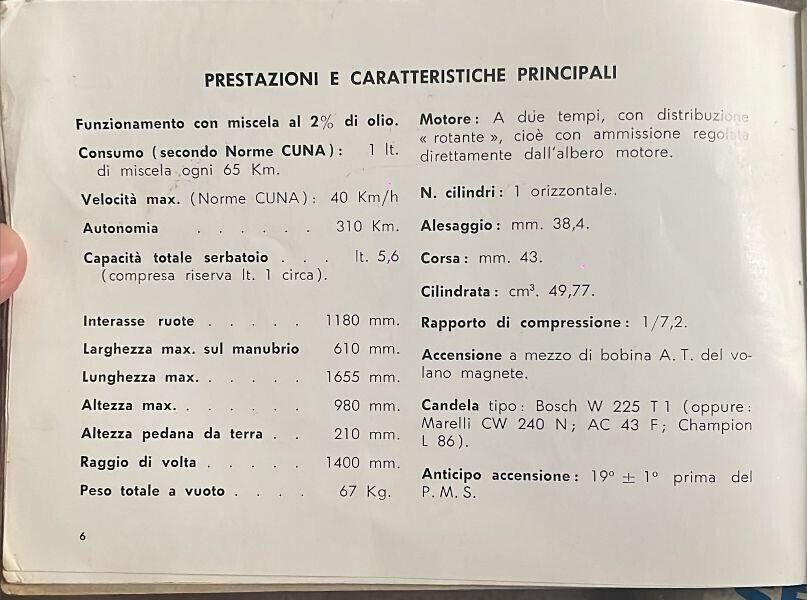 PRESTAZIONI E CARATTERISTICHE PRINCIPALI
Funzionamento con miscela al 2% di olio.
Consumo (secondo Norme CUNA): 1 lt.
di miscela ogni 65 Km.
Velocità max. (Norme CUNA): 40 Km/h
Autonomia . . . . . . 310 Km.
Capacità totale serbatoio . . . lt. 5,6
(compresa riserva lt. 1 circa).
Interasse ruote . . . . . 1180 mm.
Larghezza max. sul manubrio 610 mm.
Lunghezza max. . . . . . 1655 mm.
Altezza max. . . . . . . 980 mm.
Altezza pedana da terra . . 210 mm.
Raggio di volta . . . . . 1400 mm.
Peso totale a vuoto . . . . 67 Kg.
6
Motore: A due tempi, con distribuzione
« rotante », cioè con ammissione regolata
direttamente dall'albero motore.
N. cilindri: 1 orizzontale.
Alesaggio: mm. 38,4.
Corsa: mm. 43.
Cilindrata: cm³. 49,77.
Rapporto di compressione: 1/7,2.
Accensione a mezzo di bobina A. T. del vo-
lano magnete.
Candela tipo: Bosch W 225 T 1 (oppure:
Marelli CW 240 N; AC 43 F; Champion
L 86).
Anticipo accensione: 19° ± 1° prima del
P. M. S.